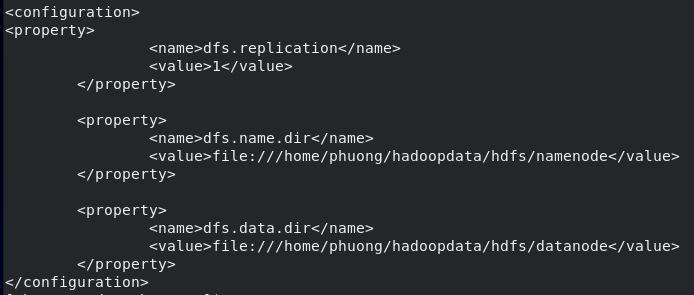 <configuration>
<property>
<name>dfs.replication</name>
<value>1</value>
</property>
<property>
<name>dfs.name.dir</name>
<value>file:///home/phuong/hadoopdata/hdfs/namenode</value>
</property>
<property>
<name>dfs.data.dir</name>
<value>file:///home/phuong/hadoopdata/hdfs/datanode</value>
</property>
</configuration>